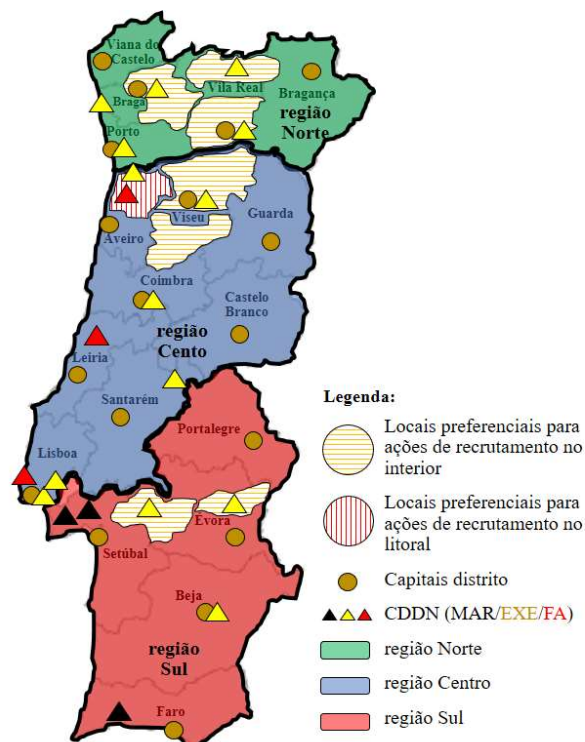 Viana do
Castelo
Braga
Vila Real
Bragança
região
Norte
Porto
Viseu
Guarda
Aveiro
Coimbra
Castelo
Branco
região
Cento
Leiria
Santarém
Portalegre
Lisboa
Évora
Setúbal
Beja
região
Sul
Faro
Legenda:
Locais preferenciais para
ações de recrutamento no
interior
Locais preferenciais para
ações de recrutamento no
litoral
Capitais distrito
CDDN (MAR/EXE/FA)
região Norte
região Centro
região Sul